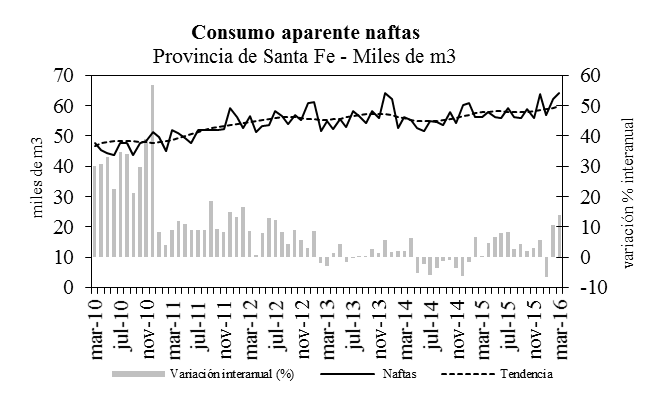 Consumo aparente naftas
Provincia de Santa Fe - Miles de m3
miles de m3
70
60
50
40
30
20
10
0
60
50
40
30
20
10
0
-10
variación % interanual
mar-10
jul-10
nov-10
mar-11
jul-11
nov-11
mar-12
jul-12
nov-12
mar-13
jul-13
nov-13
mar-14
jul-14
nov-14
mar-15
jul-15
nov-15
mar-16
Variación interanual (%)
Naftas
Tendencia